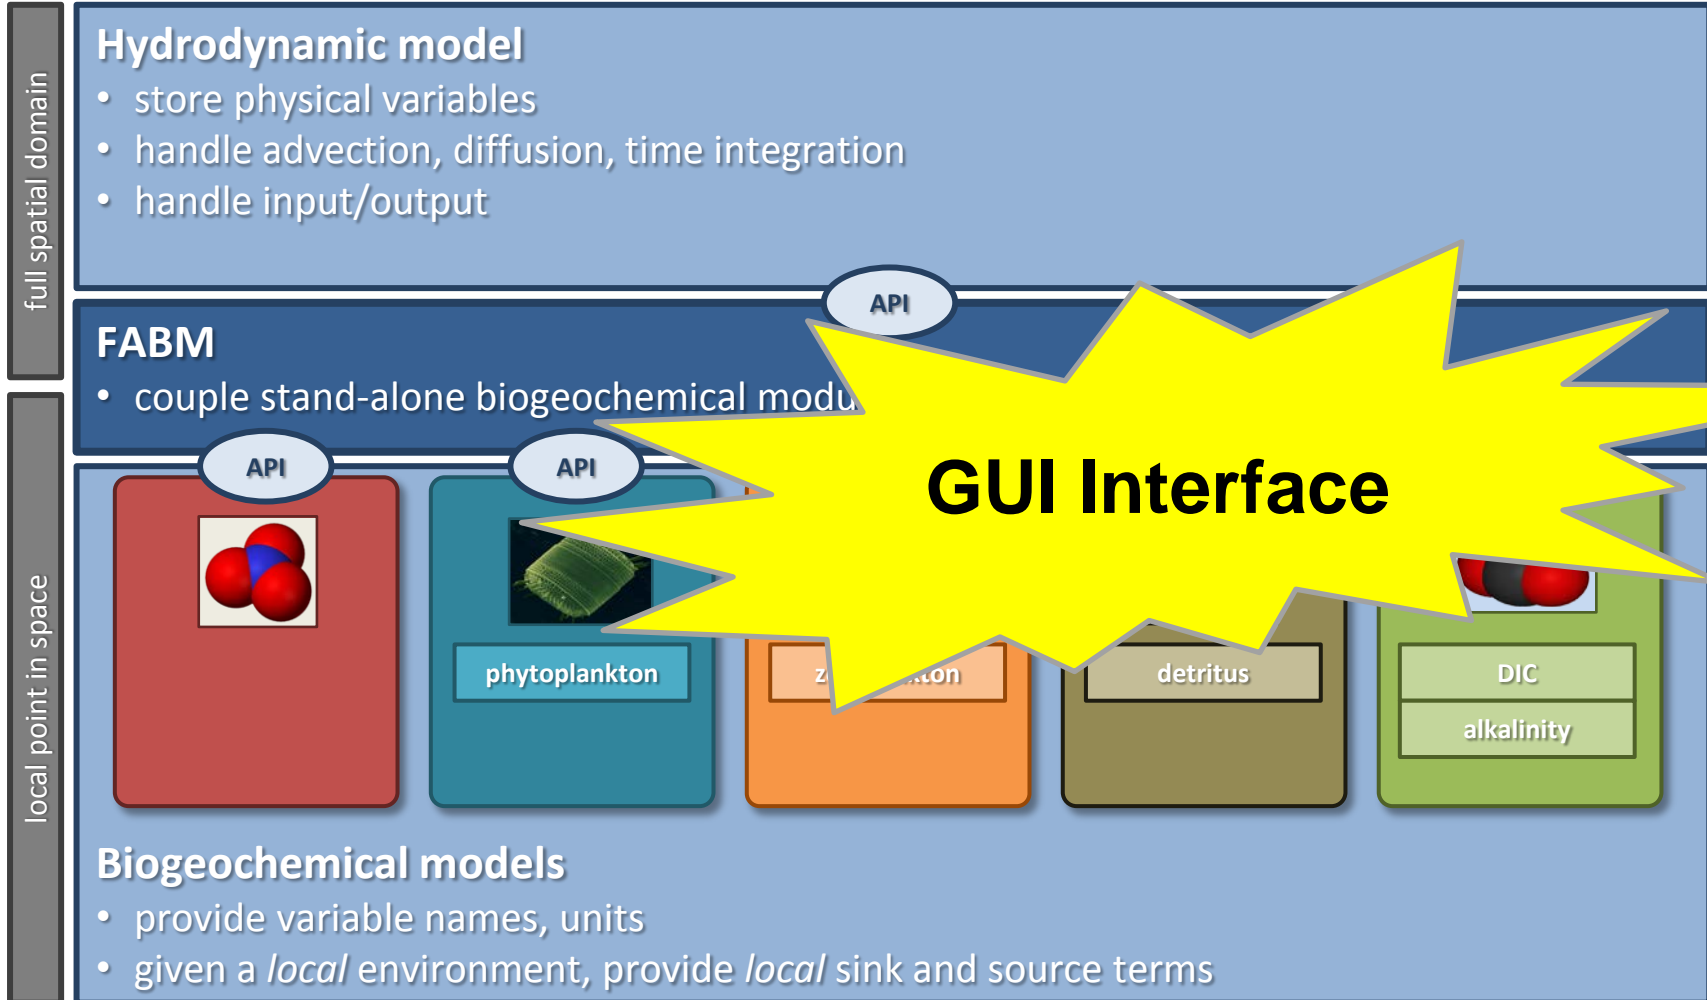 full spatial domain
Hydrodynamic model
• store physical variables
• handle advection, diffusion, time integration
• handle input/output
API
FABM
• couple stand-alone biogeochemical
API
API
GUI Interface
phytoplankton
detritus
DIC
alkalinity
local point in space
Biogeochemical models
• provide variable names, units
• given a local environment, provide local sink and source terms